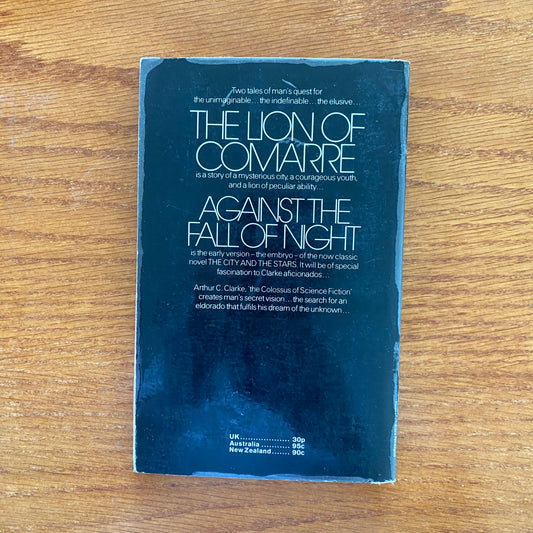 Two tales of man's quest for
the unimaginable... the indefinable... the elusive...
THE LION OF
COMARRE
is a story of a mysterious city, a courageous youth,
and a lion of peculiar ability...
AGAINST THE
FALL OF NIGHT
is the early version – the embryo – of the now classic
novel THE CITY AND THE STARS. It will be of special
fascination to Clarke aficionados...
Arthur C. Clarke, 'the Colossus of Science Fiction'
creates man's secret vision... the search for an
eldorado that fulfils his dream of the unknown...
UK.................... 30p
Australia ........... 95c
New Zealand....... 90c